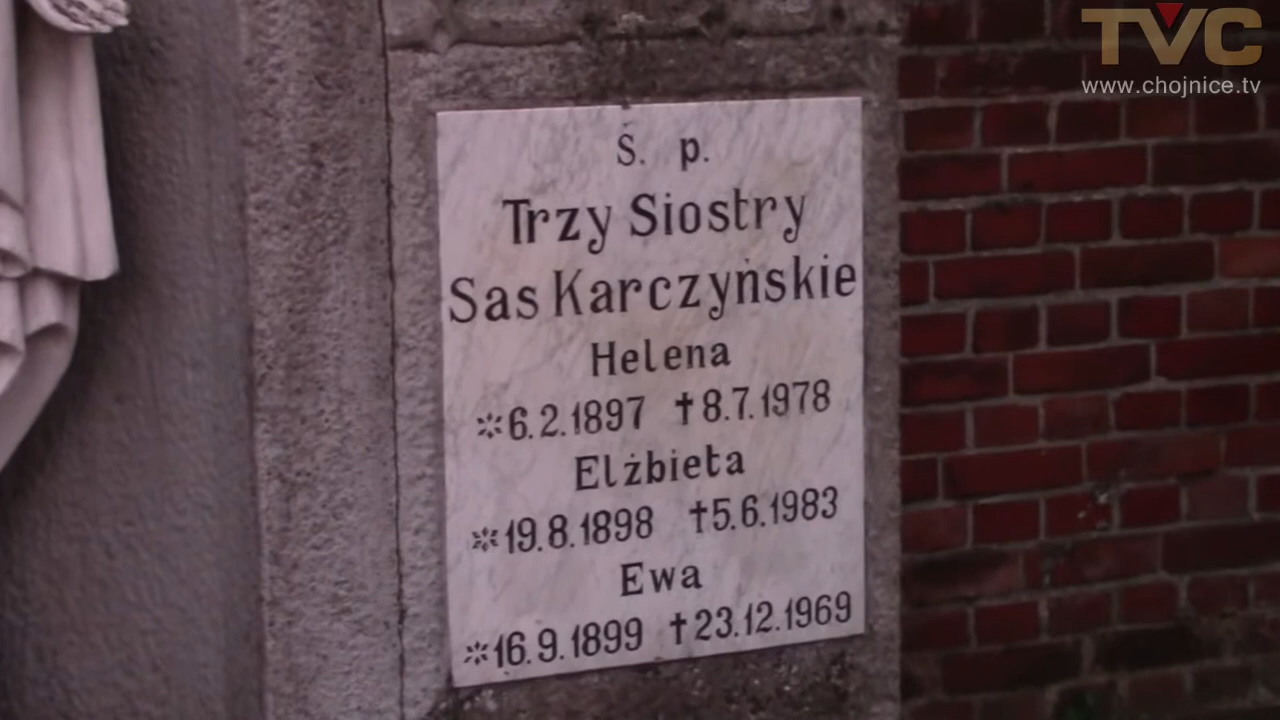 TVC
www.chojnice.tv
Ś. p.
Trzy Siostry
Sas Karczyńskie
Helena
*6.2.1897 †8.7.1978
Elżbieta
*19.8.1898 †5.6.1983
Ewa
*16.9.1899 †23.12.1969